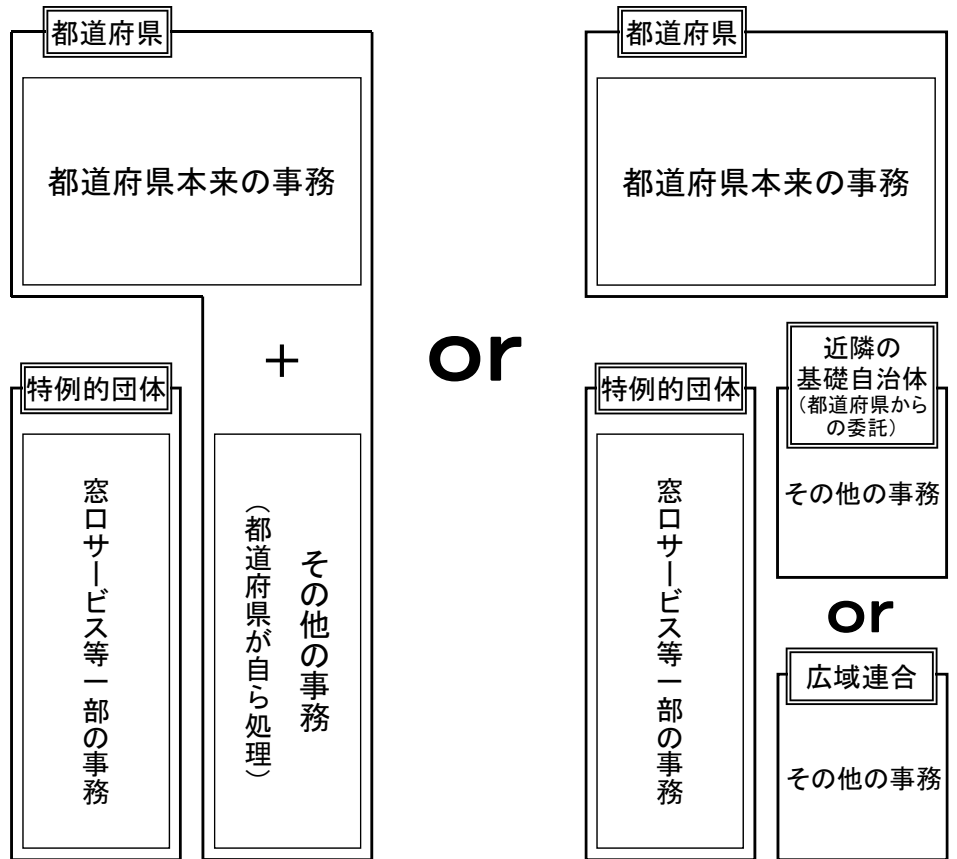 都道府県
都道府県本来の事務
＋
特例的団体
窓口サービス等一部の事務
その他の事務
（都道府県が自ら処理）
or
都道府県
都道府県本来の事務
特例的団体
窓口サービス等一部の事務
近隣の
基礎自治体
（都道府県から
の委託）
その他の事務
or
広域連合
その他の事務